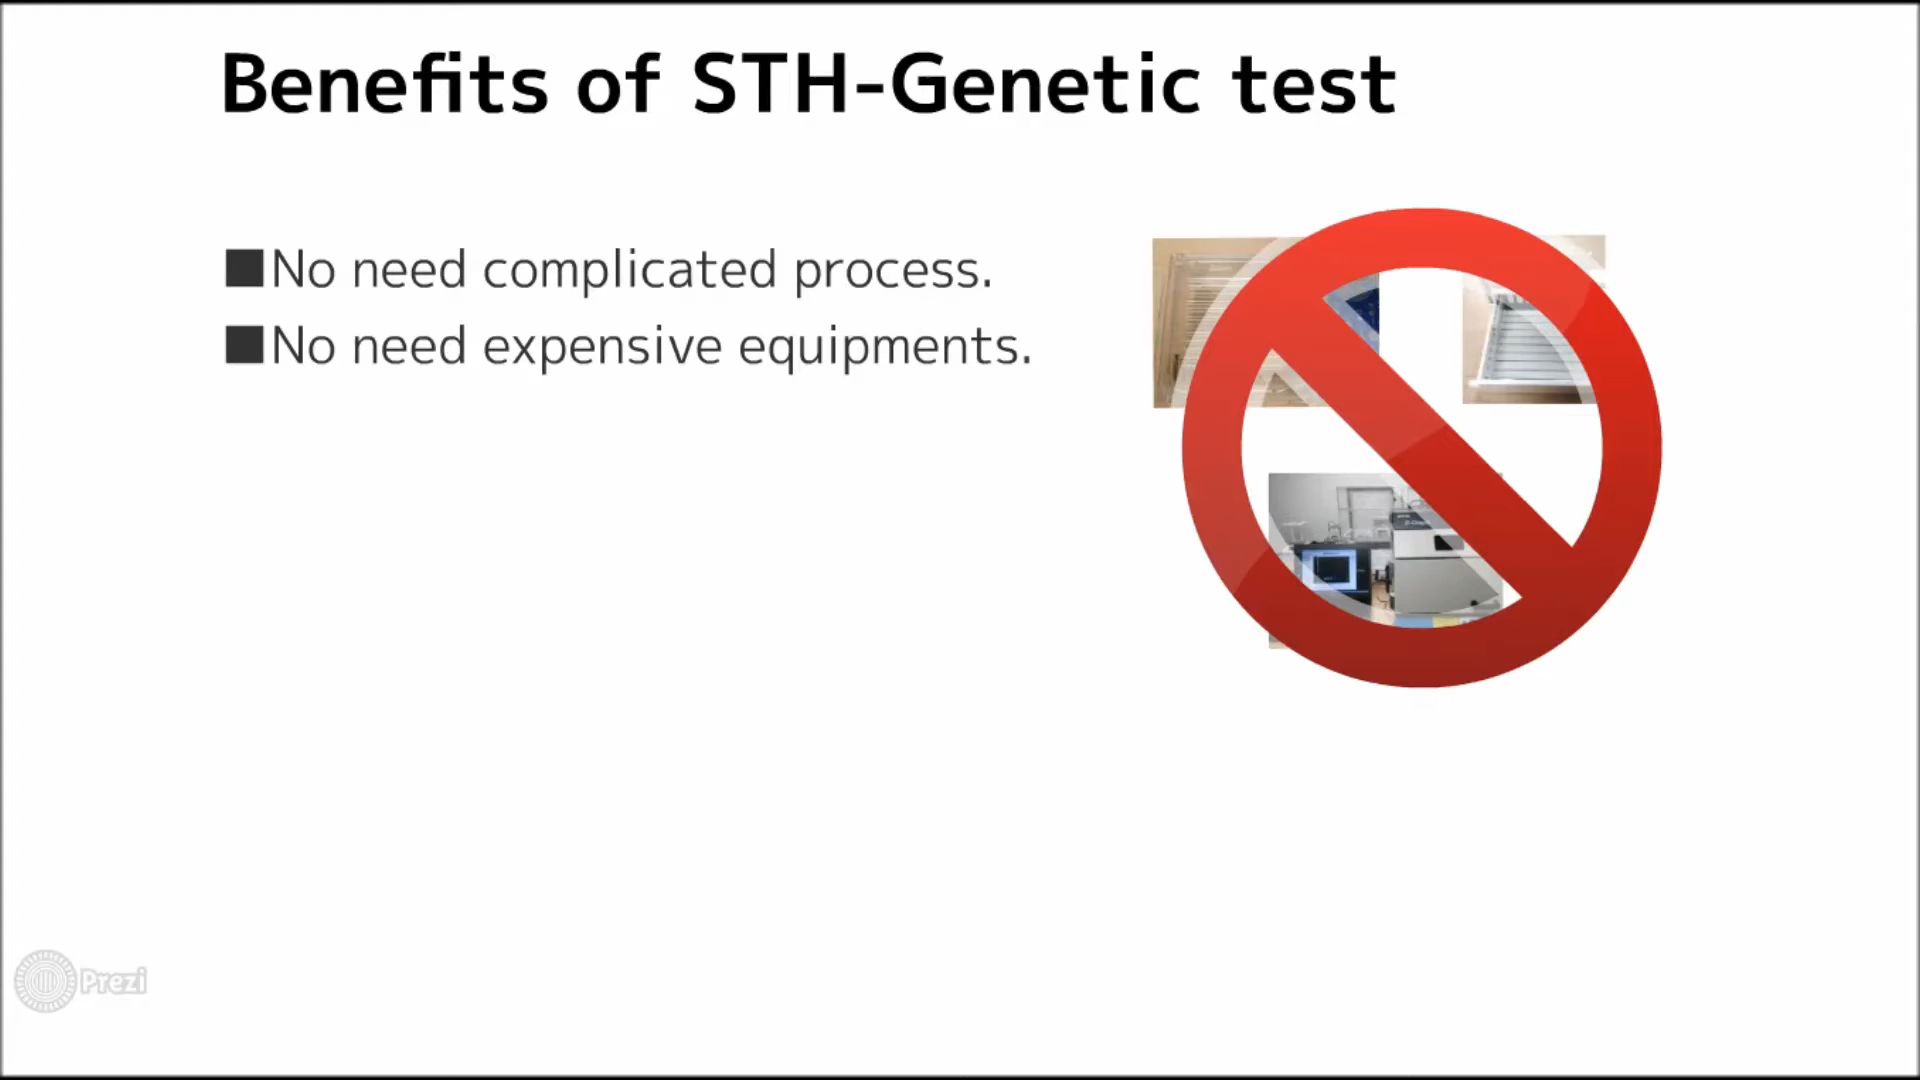 Benefits of STH-Genetic test
■No need complicated process.
■No need expensive equipments.
Prezi